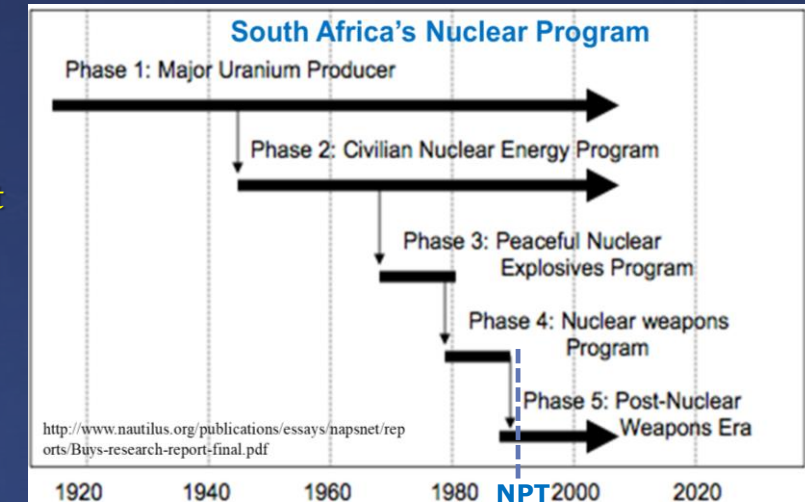 South Africa's Nuclear Program
Phase 1: Major Uranium Producer
Phase 2: Civilian Nuclear Energy Program
Phase 3: Peaceful Nuclear
Explosives Program
Phase 4: Nuclear weapons
Program
Phase 5: Post-Nuclear
Weapons Era
http://www.nautilus.org/publications/essays/napsnet/rep
orts/Buys-research-report-final.pdf
1920 1940 1960 1980 NPT 2000 2020